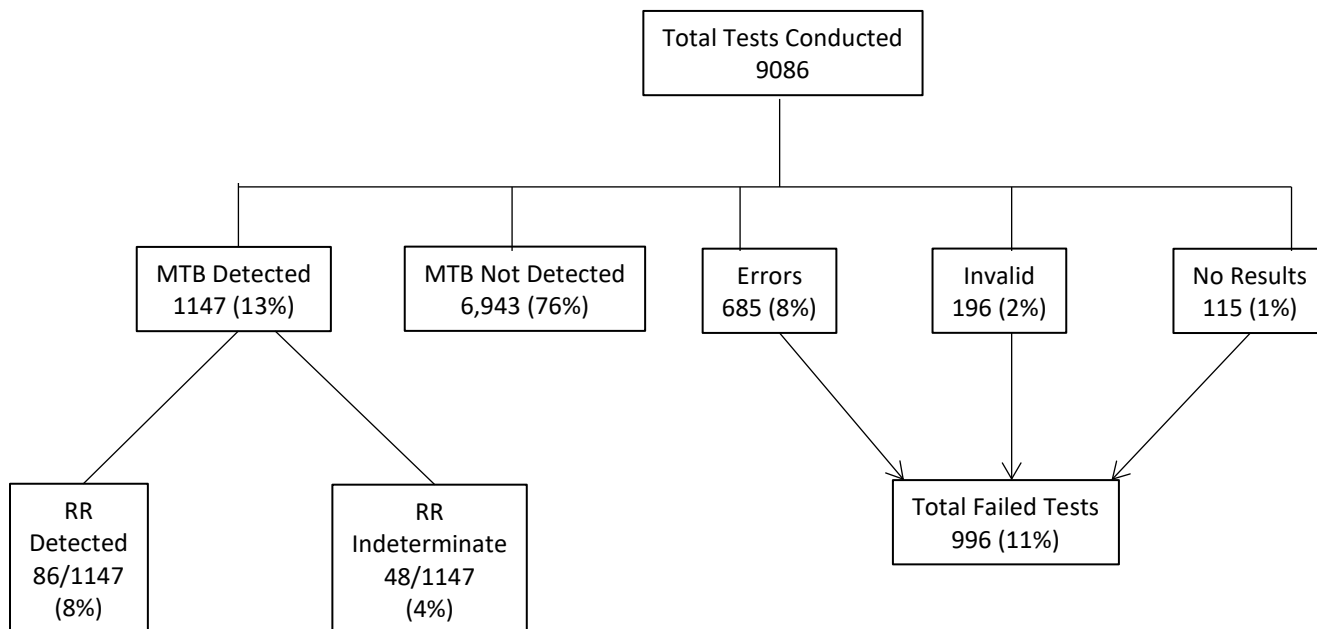 Total Tests Conducted
9086
MTB Detected
1147 (13%)
MTB Not Detected
6,943 (76%)
Errors
685 (8%)
Invalid
196 (2%)
No Results
115 (1%)
RR
Detected
86/1147
(8%)
RR
Indeterminate
48/1147
(4%)
Total Failed Tests
996 (11%)